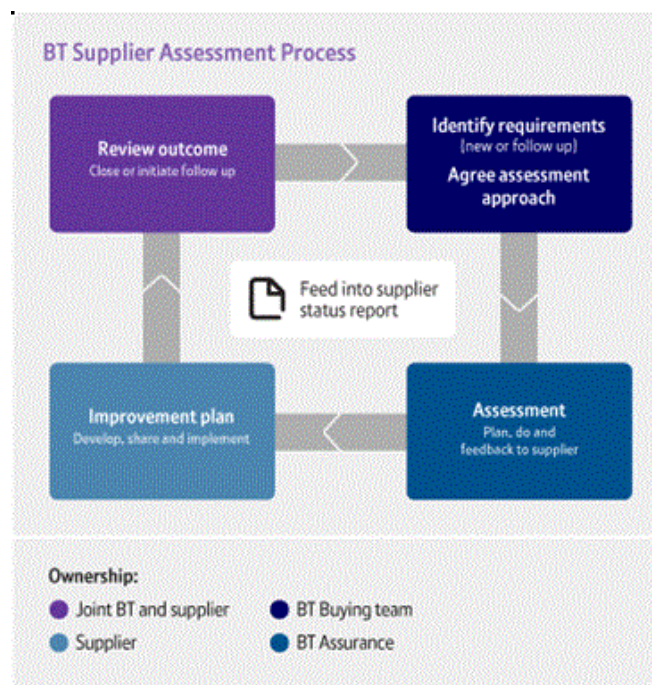 BT Supplier Assessment Process
Review outcome
Close or initiate follow up
Identify requirements
(new or follow up)
Agree assessment
approach
Feed into supplier
status report
Improvement plan
Develop, share and implement
Assessment
Plan, do and
feedback to supplier
Ownership:
Joint BT and supplier
BT Buying team
Supplier
BT Assurance